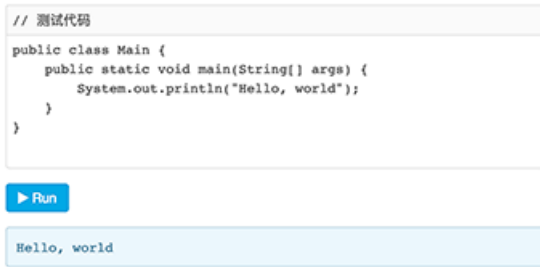 // 测试代码
public class Main {
    public static void main(String[] args) {
        System.out.println("Hello, world");
    }
}
Run
Hello, world